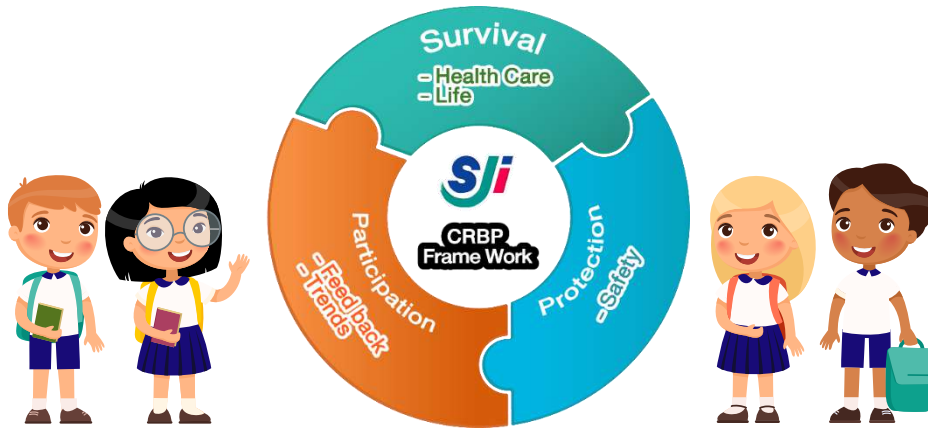 Survival
- Health Care
- Life
SJi
CRBP
Frame Work
Participation
- Feedback
- Trends
Protection
- Safety